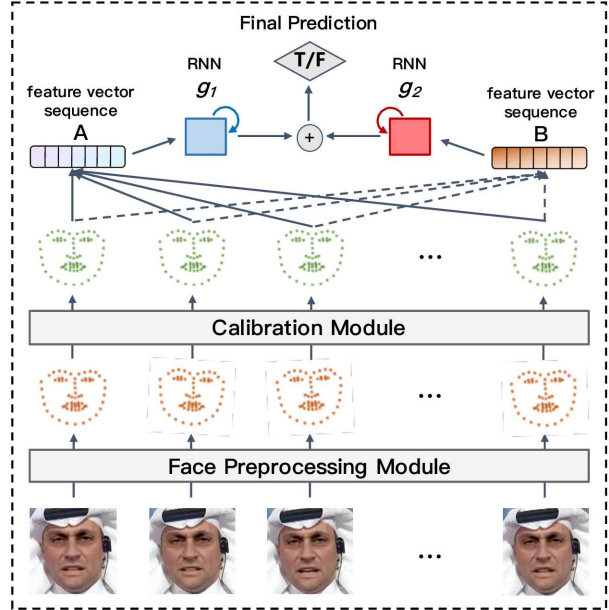 Final Prediction
T/F
RNN
g1
RNN
g2
feature vector
sequence
A
feature vector
sequence
B
+
...
Calibration Module
...
Face Preprocessing Module
...